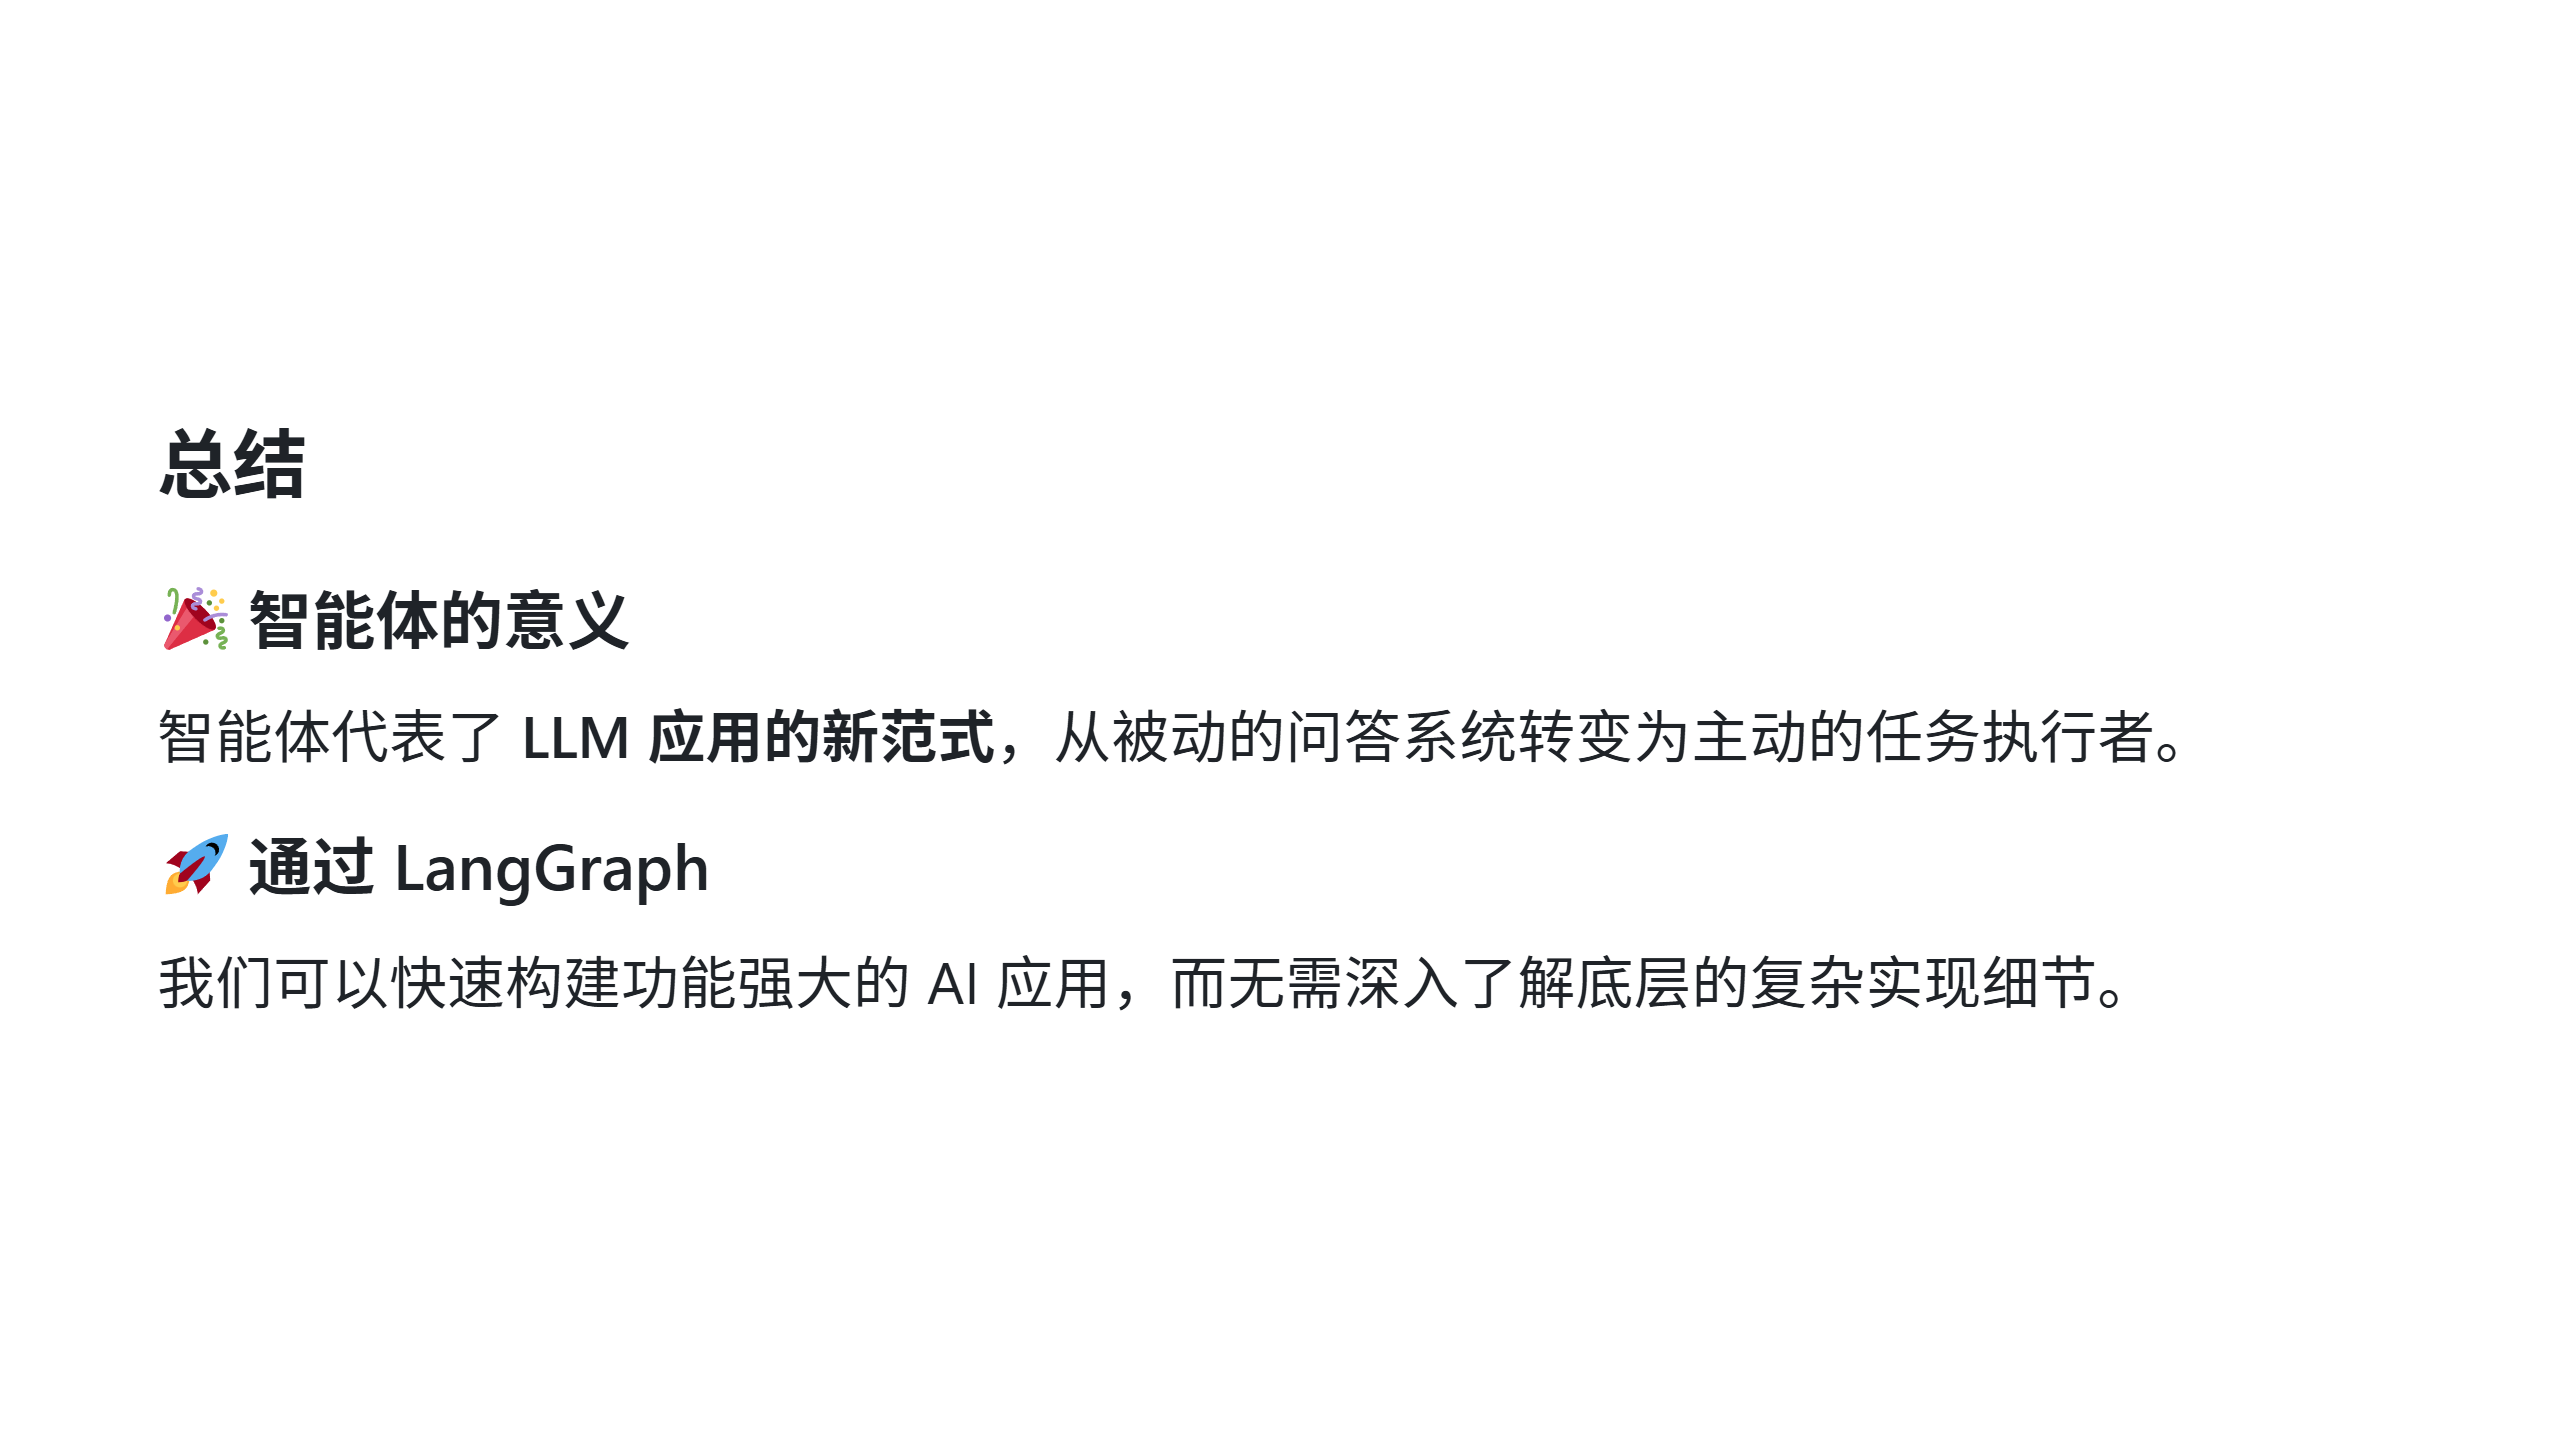 总结
🎉 智能体的意义
智能体代表了 LLM 应用的新范式，从被动的问答系统转变为主动的任务执行者。
🚀 通过 LangGraph
我们可以快速构建功能强大的 AI 应用，而无需深入了解底层的复杂实现细节。